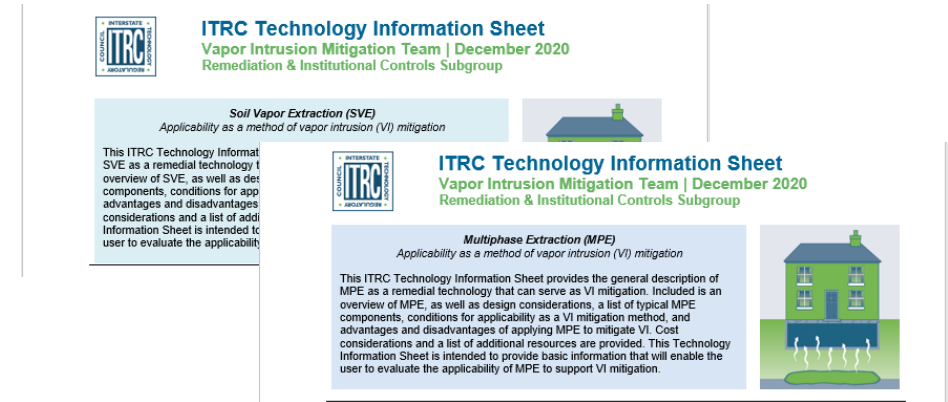 INTERSTATE
COUNCIL
ITRC
TECHNOLOGY
REGULATORY
ITRC Technology Information Sheet
Vapor Intrusion Mitigation Team | December 2020
Remediation & Institutional Controls Subgroup
Soil Vapor Extraction (SVE)
Applicability as a method of vapor intrusion (VI) mitigation
This ITRC Technology Informat
SVE as a remedial technology t
overview of SVE, as well as des
components, conditions for app
advantages and disadvantages
considerations and a list of addi
Information Sheet is intended to
user to evaluate the applicability
INTERSTATE
COUNCIL
ITRC
TECHNOLOGY
REGULATORY
ITRC Technology Information Sheet
Vapor Intrusion Mitigation Team | December 2020
Remediation & Institutional Controls Subgroup
Multiphase Extraction (MPE)
Applicability as a method of vapor intrusion (VI) mitigation
This ITRC Technology Information Sheet provides the general description of
MPE as a remedial technology that can serve as VI mitigation. Included is an
overview of MPE, as well as design considerations, a list of typical MPE
components, conditions for applicability as a VI mitigation method, and
advantages and disadvantages of applying MPE to mitigate VI. Cost
considerations and a list of additional resources are provided. This Technology
Information Sheet is intended to provide basic information that will enable the
user to evaluate the applicability of MPE to support VI mitigation.